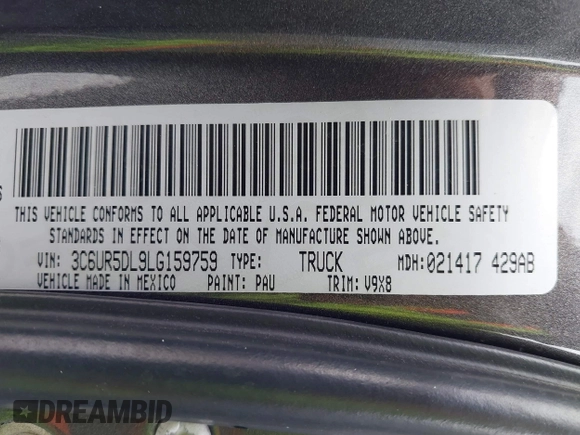 S
THIS VEHICLE CONFORMS TO ALL APPLICABLE U.S.A. FEDERAL MOTOR VEHICLE SAFETY
STANDARDS IN EFFECT ON THE DATE OF MANUFACTURE SHOWN ABOVE.
VIN: 3C6UR5DL9LG159759 TYPE: TRUCK MDH:021417 429AB
VEHICLE MADE IN MEXICO PAINT: PAU TRIM: V9X8
DREAMBID